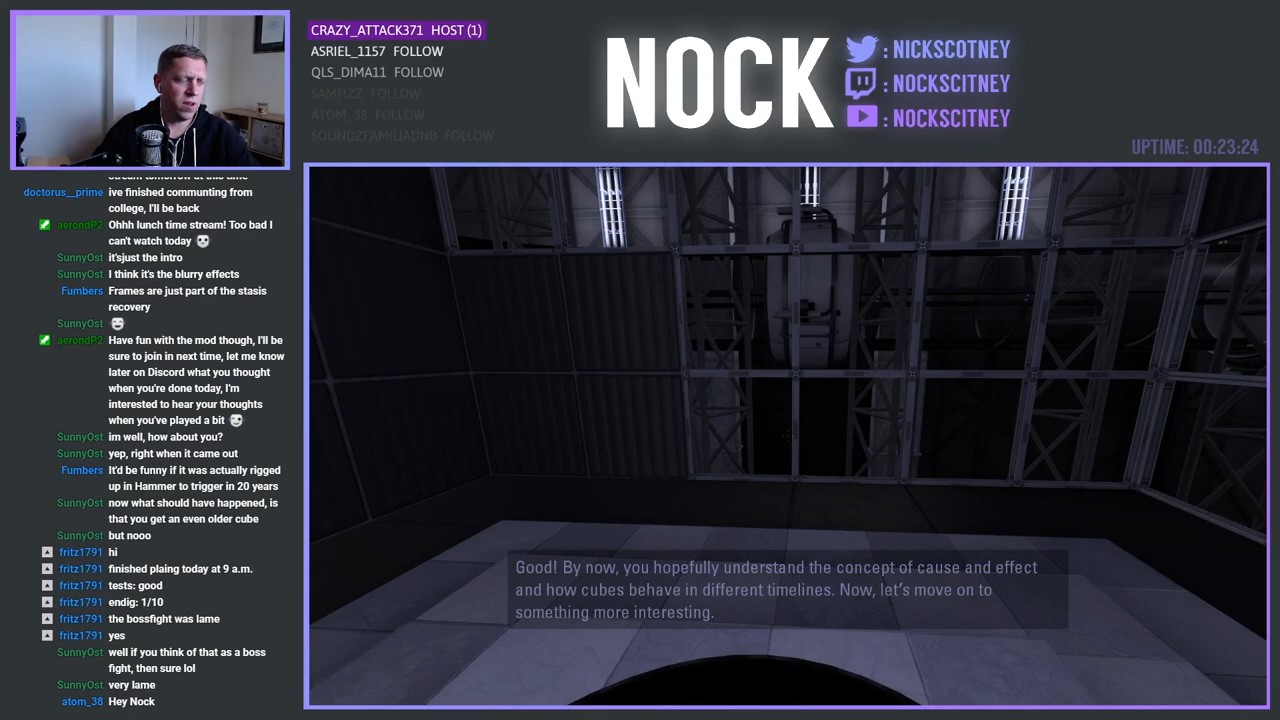 CRAZY_ATTACK371 HOST (1)
ASRIEL_1157 FOLLOW
QLS_DIMA11 FOLLOW
SAMFIZZ FOLLOW
ATOM_38 FOLLOW
SOUNDZFAMILIADNB FOLLOW
NOCK
: NICKSCOTNEY
: NOCKSCITNEY
: NOCKSCITNEY
UPTIME: 00:23:24
stream tomorrow at this time
doctorus__prime ive finished communting from
college, I'll be back
aerondP2 Ohhh lunch time stream! Too bad I
can't watch today
SunnyOst it'sjust the intro
SunnyOst I think it's the blurry effects
Fumbers Frames are just part of the stasis
recovery
SunnyOst
aerondP2 Have fun with the mod though, I'll be
sure to join in next time, let me know
later on Discord what you thought
when you're done today, I'm
interested to hear your thoughts
when you've played a bit
SunnyOst im well, how about you?
SunnyOst yep, right when it came out
Fumbers It'd be funny if it was actually rigged
up in Hammer to trigger in 20 years
SunnyOst now what should have happened, is
that you get an even older cube
SunnyOst but nooo
fritz1791 hi
fritz1791 finished plaing today at 9 a.m.
fritz1791 tests: good
fritz1791 endig: 1/10
fritz1791 the bossfight was lame
fritz1791 yes
SunnyOst well if you think of that as a boss
fight, then sure lol
SunnyOst very lame
atom_38 Hey Nock
Good! By now, you hopefully understand the concept of cause and effect
and how cubes behave in different timelines. Now, let's move on to
something more interesting.